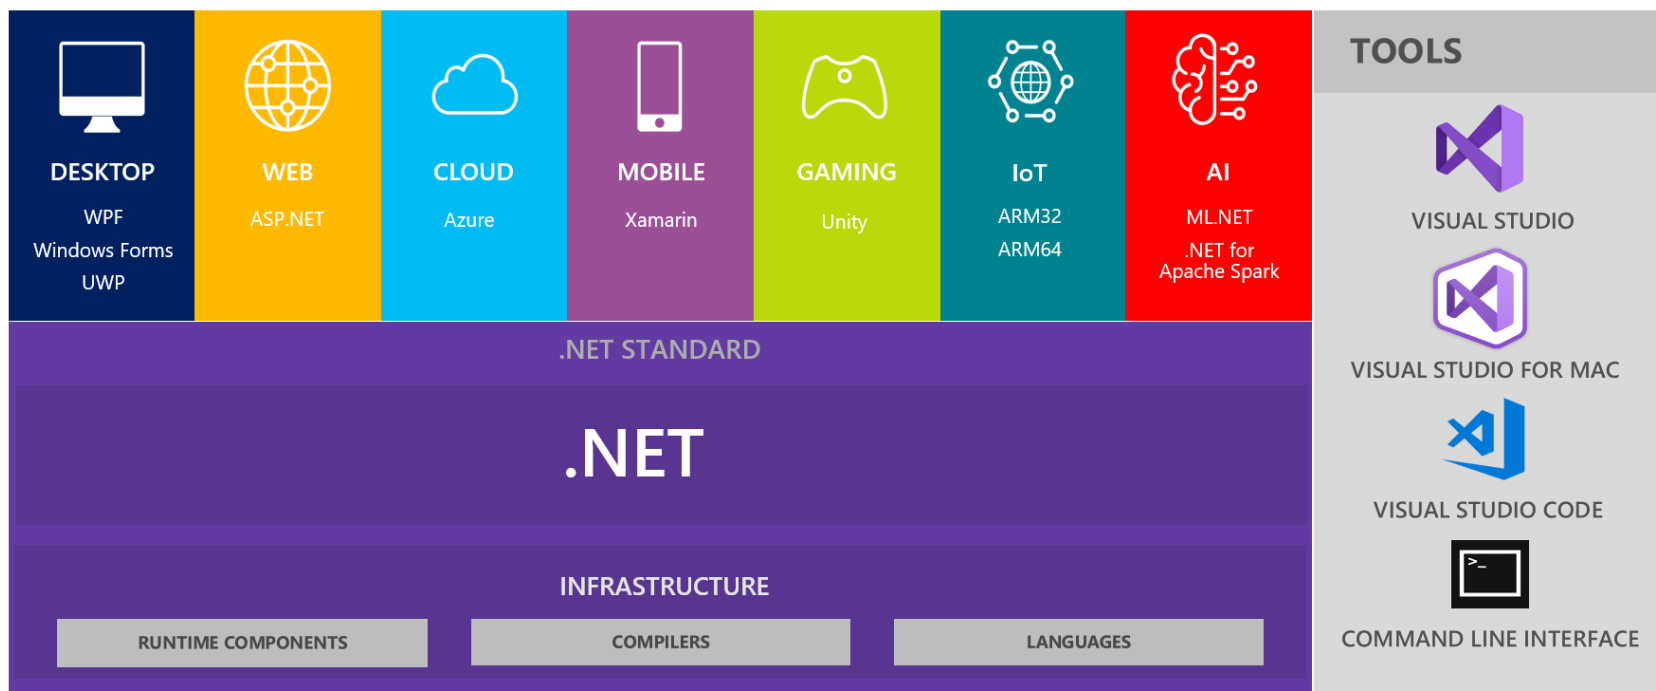 DESKTOP
WPF
Windows Forms
UWP
WEB
ASP.NET
CLOUD
Azure
MOBILE
Xamarin
GAMING
Unity
IoT
ARM32
ARM64
AI
ML.NET
.NET for
Apache Spark
.NET STANDARD
.NET
INFRASTRUCTURE
RUNTIME COMPONENTS
COMPILERS
LANGUAGES
TOOLS
VISUAL STUDIO
VISUAL STUDIO FOR MAC
VISUAL STUDIO CODE
>_
COMMAND LINE INTERFACE